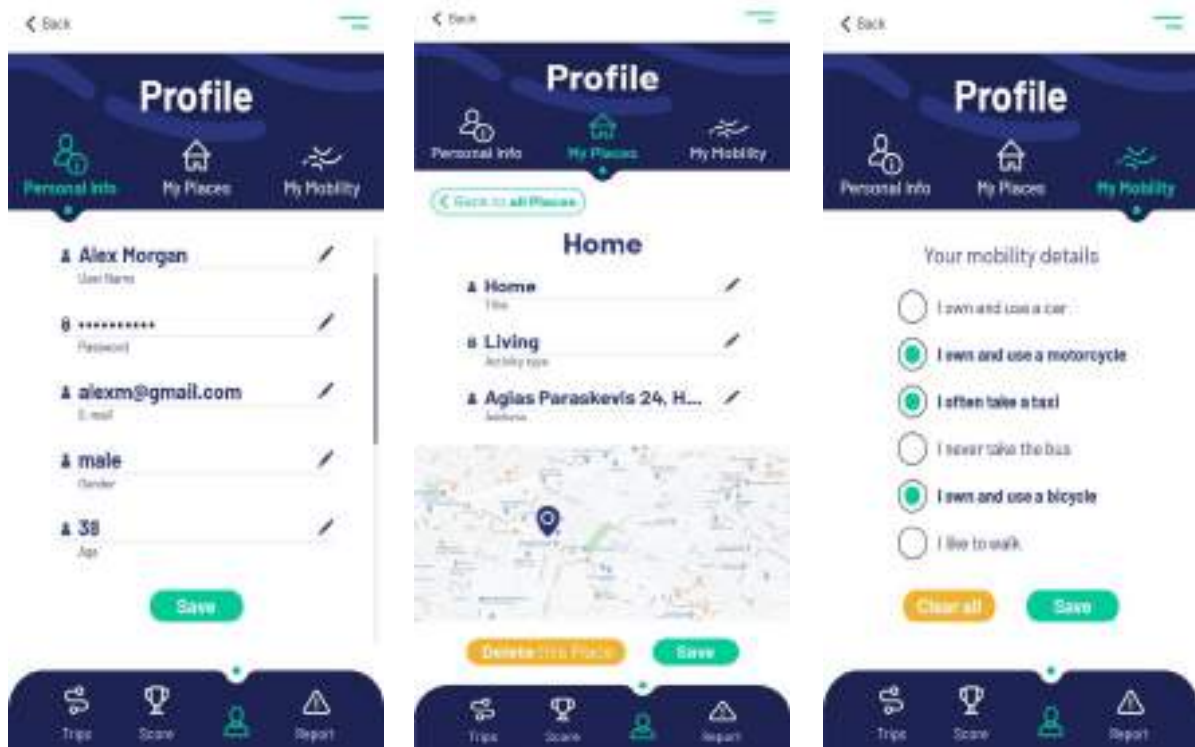 Back
Profile
Personal Info
My Places
My Mobility
Alex Morgan
User Name
••••••••••
Password
alexm@gmail.com
E-mail
male
Gender
38
Age
Save
Trips
Score
Report
Back
Profile
Personal Info
My Places
My Mobility
Back to all Places
Home
Home
Title
Living
Activity type
Agias Paraskevis 24, H...
Address
Delete this Place
Save
Trips
Score
Report
Back
Profile
Personal Info
My Places
My Mobility
Your mobility details
I own and use a car
I own and use a motorcycle
I often take a taxi
I never take the bus
I own and use a bicycle
I like to walk
Clear all
Save
Trips
Score
Report